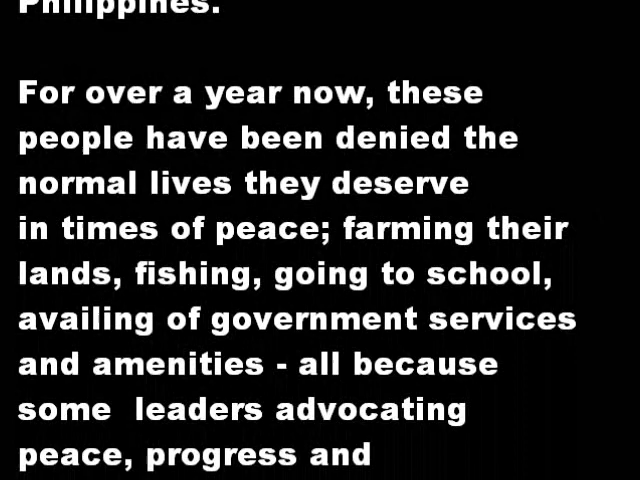 Philippines.
For over a year now, these
people have been denied the
normal lives they deserve
in times of peace; farming their
lands, fishing, going to school,
availing of government services
and amenities - all because
some  leaders advocating
peace, progress and